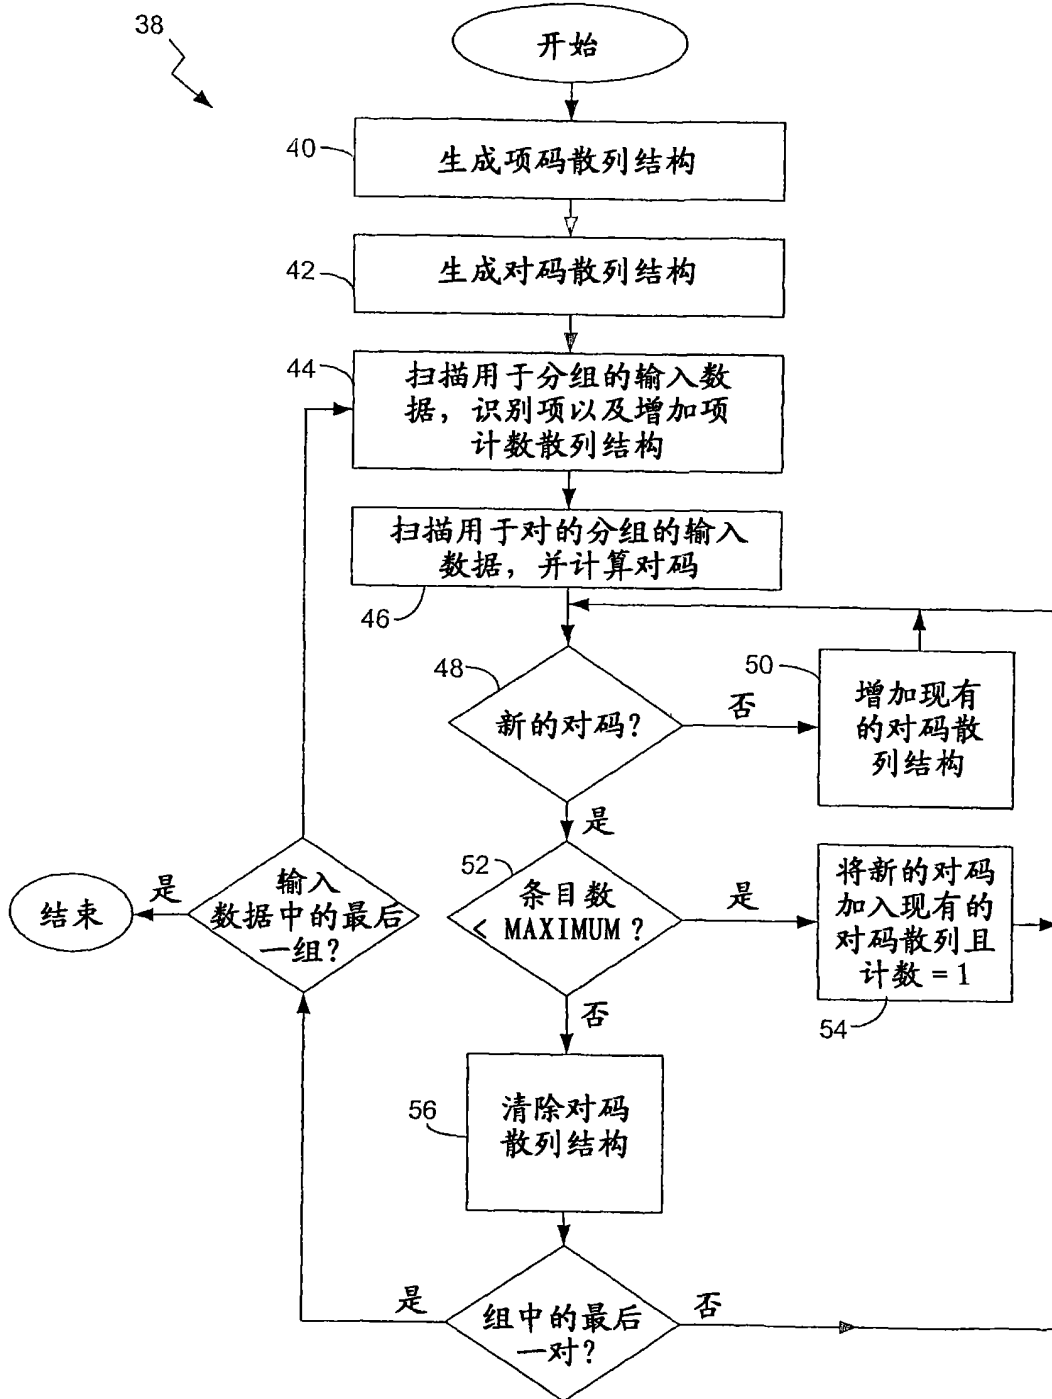 38
开始
40
生成项码散列结构
42
生成对码散列结构
44
扫描用于分组的输入数
据，识别项以及增加项
计数散列结构
扫描用于对的分组的输入
数据，并计算对码
46
48
新的对码?
否
50
增加现有
的对码散
列结构
是
52
条目数
< MAXIMUM ?
是
将新的对码
加入现有的
对码散列且
计数 = 1
54
输入
数据中的最后
一组?
是
结束
否
56
清除对码
散列结构
组中的最后
一对?
是
否